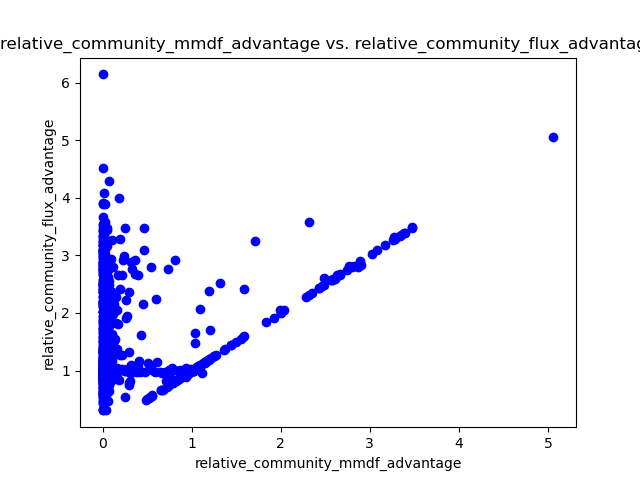 relative_community_mmdf_advantage vs. relative_community_flux_advantag
6
5
4
3
2
1
relative_community_flux_advantage
0 1 2 3 4 5
relative_community_mmdf_advantage